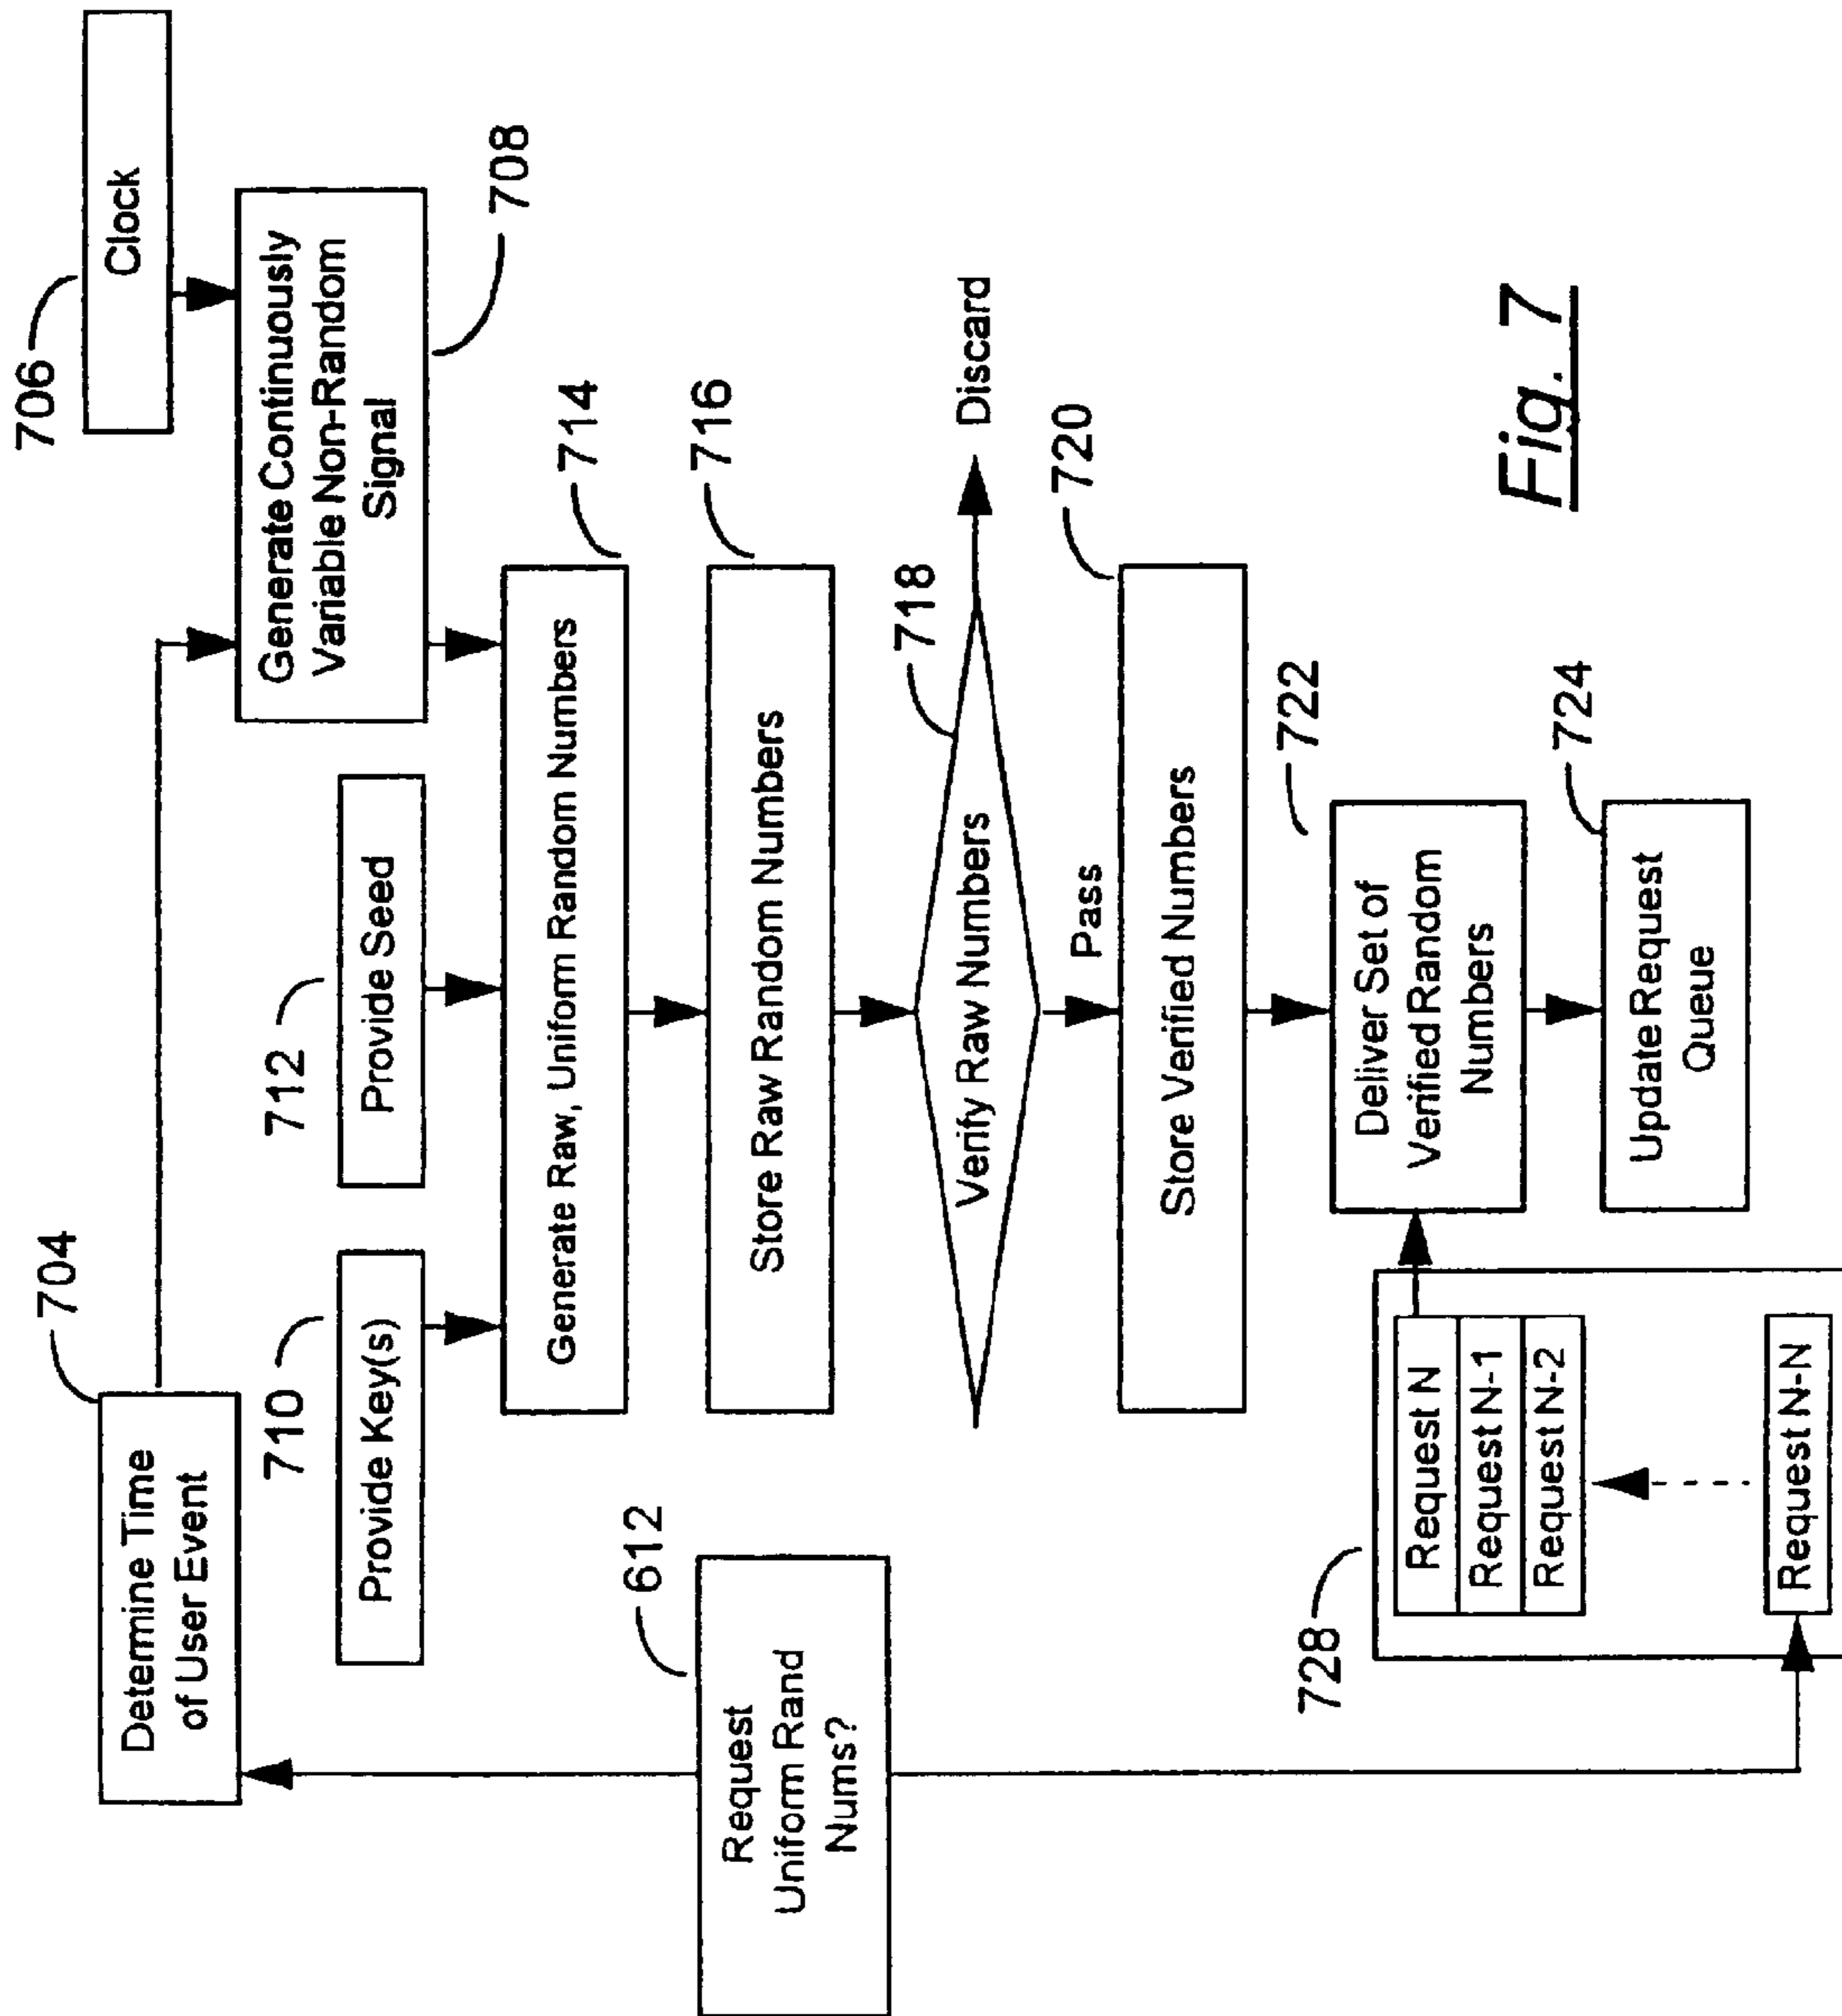 706
Clock
704
Determine Time
of User Event
Generate Continuously
Variable Non-Random
Signal
708
710
Provide Key(s)
712
Provide Seed
Generate Raw, Uniform Random Numbers
714
612
Request
Uniform Rand
Nums?
Store Raw Random Numbers
716
Verify Raw Numbers
718
Discard
Pass
Store Verified Numbers
720
728
Request N
Request N-1
Request N-2
Request N-N
Deliver Set of
Verified Random
Numbers
722
Update Request
Queue
724
Fig. 7